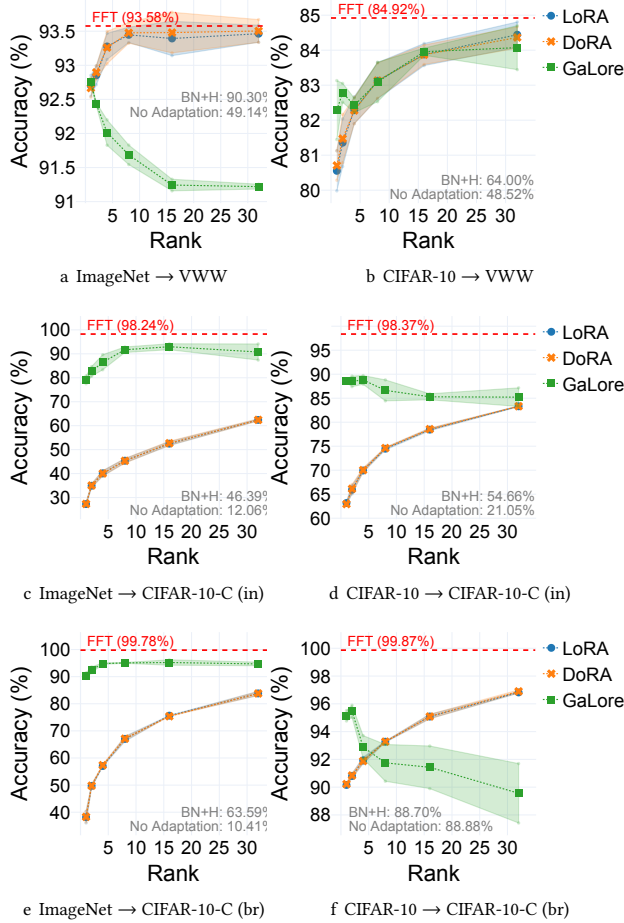 FFT (93.58%)
93.5
93
92.5
92
91.5
91
Accuracy (%)
BN+H: 90.30%
No Adaptation: 49.14%
5 10 15 20 25 30
Rank
a ImageNet → VWW
FFT (84.92%)
85
84
83
82
81
80
Accuracy (%)
BN+H: 64.00%
No Adaptation: 48.52%
5 10 15 20 25 30
Rank
b CIFAR-10 → VWW
LoRA
DoRA
GaLore
FFT (98.24%)
100
90
80
70
60
50
40
30
Accuracy (%)
BN+H: 46.39%
No Adaptation: 12.06%
5 10 15 20 25 30
Rank
c ImageNet → CIFAR-10-C (in)
FFT (98.37%)
95
90
85
80
75
70
65
60
Accuracy (%)
BN+H: 54.66%
No Adaptation: 21.05%
5 10 15 20 25 30
Rank
d CIFAR-10 → CIFAR-10-C (in)
LoRA
DoRA
GaLore
FFT (99.78%)
100
90
80
70
60
50
40
Accuracy (%)
BN+H: 63.59%
No Adaptation: 10.41%
5 10 15 20 25 30
Rank
e ImageNet → CIFAR-10-C (br)
FFT (99.87%)
100
98
96
94
92
90
88
Accuracy (%)
BN+H: 88.70%
No Adaptation: 88.88%
5 10 15 20 25 30
Rank
f CIFAR-10 → CIFAR-10-C (br)
LoRA
DoRA
GaLore